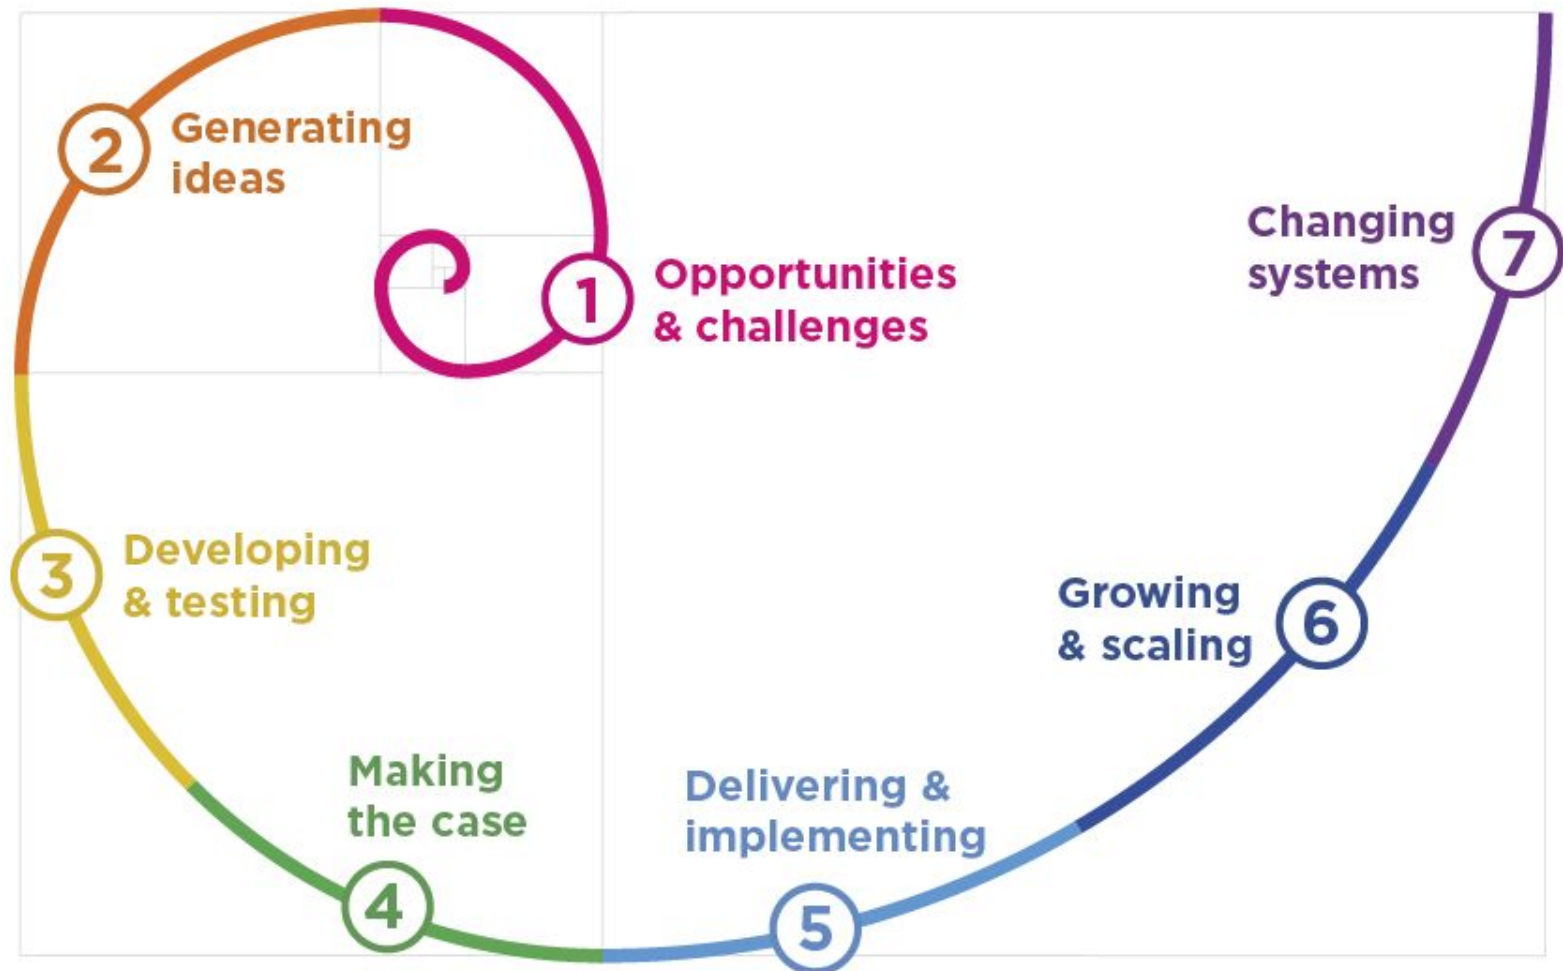 1
Opportunities
& challenges
2
Generating
ideas
3
Developing
& testing
4
Making
the case
5
Delivering &
implementing
6
Growing
& scaling
7
Changing
systems